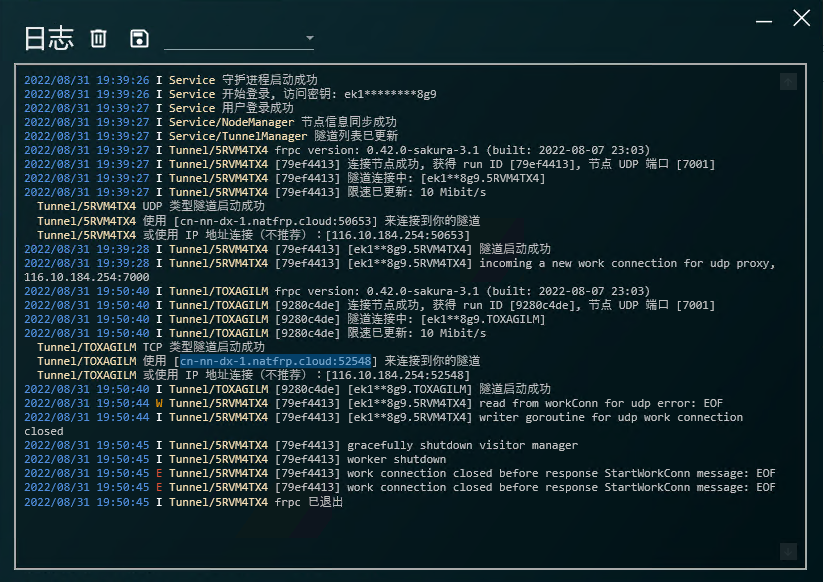 日志
2022/08/31 19:39:26 I Service 守护进程启动成功
2022/08/31 19:39:26 I Service 开始登录, 访问密钥: ek1********8g9
2022/08/31 19:39:27 I Service 用户登录成功
2022/08/31 19:39:27 I Service/NodeManager 节点信息同步成功
2022/08/31 19:39:27 I Service/TunnelManager 隧道列表已更新
2022/08/31 19:39:27 I Tunnel/5RVM4TX4 frpc version: 0.42.0-sakura-3.1 (built: 2022-08-07 23:03)
2022/08/31 19:39:27 I Tunnel/5RVM4TX4 [79ef4413] 连接节点成功, 获得 run ID [79ef4413], 节点 UDP 端口 [7001]
2022/08/31 19:39:27 I Tunnel/5RVM4TX4 [79ef4413] 隧道连接中: [ek1**8g9.5RVM4TX4]
2022/08/31 19:39:27 I Tunnel/5RVM4TX4 [79ef4413] 限速已更新: 10 Mibit/s
Tunnel/5RVM4TX4 UDP 类型隧道启动成功
Tunnel/5RVM4TX4 使用 [cn-nn-dx-1.natfrp.cloud:50653] 来连接到你的隧道
Tunnel/5RVM4TX4 或使用 IP 地址连接（不推荐）：[116.10.184.254:50653]
2022/08/31 19:39:28 I Tunnel/5RVM4TX4 [79ef4413] [ek1**8g9.5RVM4TX4] 隧道启动成功
2022/08/31 19:39:28 I Tunnel/5RVM4TX4 [79ef4413] [ek1**8g9.5RVM4TX4] incoming a new work connection for udp proxy,
116.10.184.254:7000
2022/08/31 19:50:40 I Tunnel/TOXAGILM frpc version: 0.42.0-sakura-3.1 (built: 2022-08-07 23:03)
2022/08/31 19:50:40 I Tunnel/TOXAGILM [9280c4de] 连接节点成功, 获得 run ID [9280c4de], 节点 UDP 端口 [7001]
2022/08/31 19:50:40 I Tunnel/TOXAGILM [9280c4de] 隧道连接中: [ek1**8g9.TOXAGILM]
2022/08/31 19:50:40 I Tunnel/TOXAGILM [9280c4de] 限速已更新: 10 Mibit/s
Tunnel/TOXAGILM TCP 类型隧道启动成功
Tunnel/TOXAGILM 使用 [cn-nn-dx-1.natfrp.cloud:52548] 来连接到你的隧道
Tunnel/TOXAGILM 或使用 IP 地址连接（不推荐）：[116.10.184.254:52548]
2022/08/31 19:50:40 I Tunnel/TOXAGILM [9280c4de] [ek1**8g9.TOXAGILM] 隧道启动成功
2022/08/31 19:50:44 W Tunnel/5RVM4TX4 [79ef4413] [ek1**8g9.5RVM4TX4] read from workConn for udp error: EOF
2022/08/31 19:50:44 I Tunnel/5RVM4TX4 [79ef4413] [ek1**8g9.5RVM4TX4] writer goroutine for udp work connection
closed
2022/08/31 19:50:45 I Tunnel/5RVM4TX4 [79ef4413] gracefully shutdown visitor manager
2022/08/31 19:50:45 I Tunnel/5RVM4TX4 [79ef4413] worker shutdown
2022/08/31 19:50:45 E Tunnel/5RVM4TX4 [79ef4413] work connection closed before response StartWorkConn message: EOF
2022/08/31 19:50:45 E Tunnel/5RVM4TX4 [79ef4413] work connection closed before response StartWorkConn message: EOF
2022/08/31 19:50:45 I Tunnel/5RVM4TX4 frpc 已退出